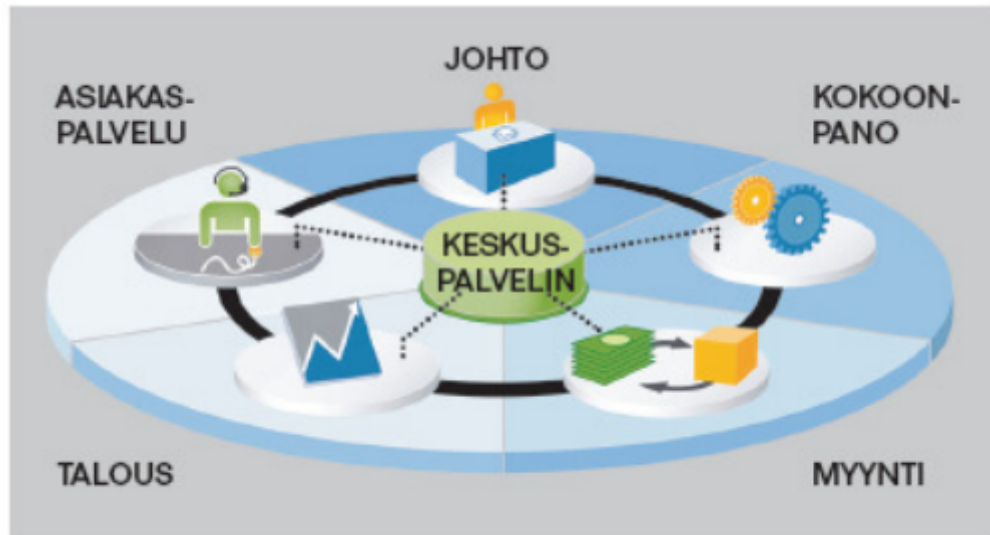 JOHTO
ASIAKAS-
PALVELU
KOKOON-
PANO
KESKUS-
PALVELIN
TALOUS
MYYNTI